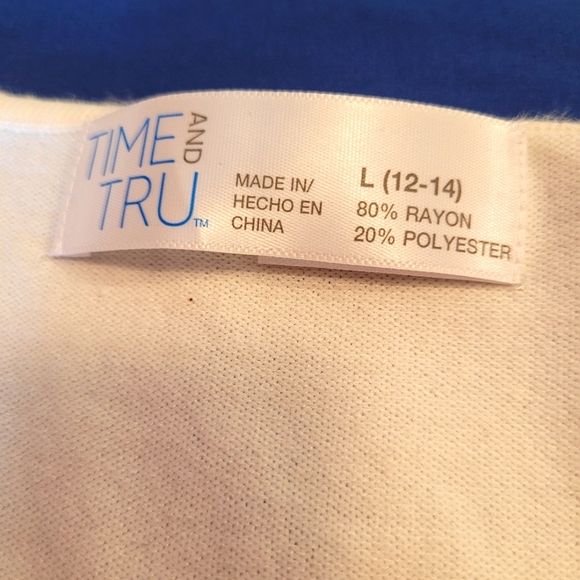 TIME AND
TRU™
MADE IN/
HECHO EN
CHINA
L (12-14)
80% RAYON
20% POLYESTER